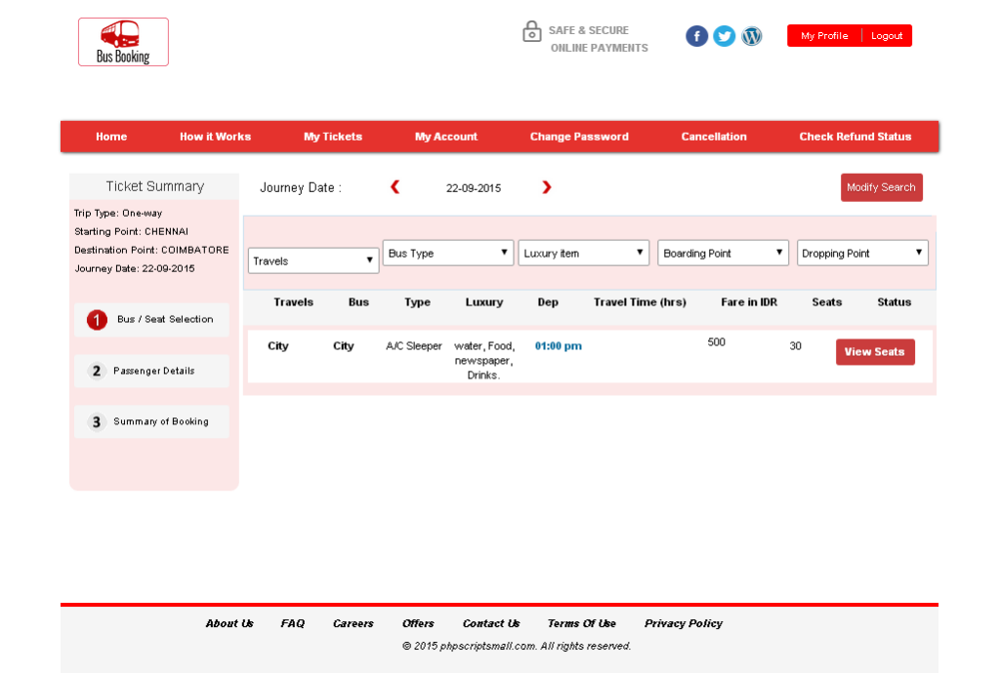 Bus Booking
SAFE & SECURE
ONLINE PAYMENTS
My Profile
Logout
Home
How it Works
My Tickets
My Account
Change Password
Cancellation
Check Refund Status
Ticket Summary
Trip Type: One-way
Starting Point: CHENNAI
Destination Point: COIMBATORE
Journey Date: 22-09-2015
1 Bus / Seat Selection
2 Passenger Details
3 Summary of Booking
Journey Date : 22-09-2015
Modify Search
Travels
Bus Type
Luxury item
Boarding Point
Dropping Point
Travels Bus Type Luxury Dep Travel Time (hrs) Fare in IDR Seats Status
City City A/C Sleeper water, Food, 01:00 pm 500 30 View Seats
newspaper,
Drinks.
About Us FAQ Careers Offers Contact Us Terms Of Use Privacy Policy
© 2015 phpscriptsmall.com. All rights reserved.